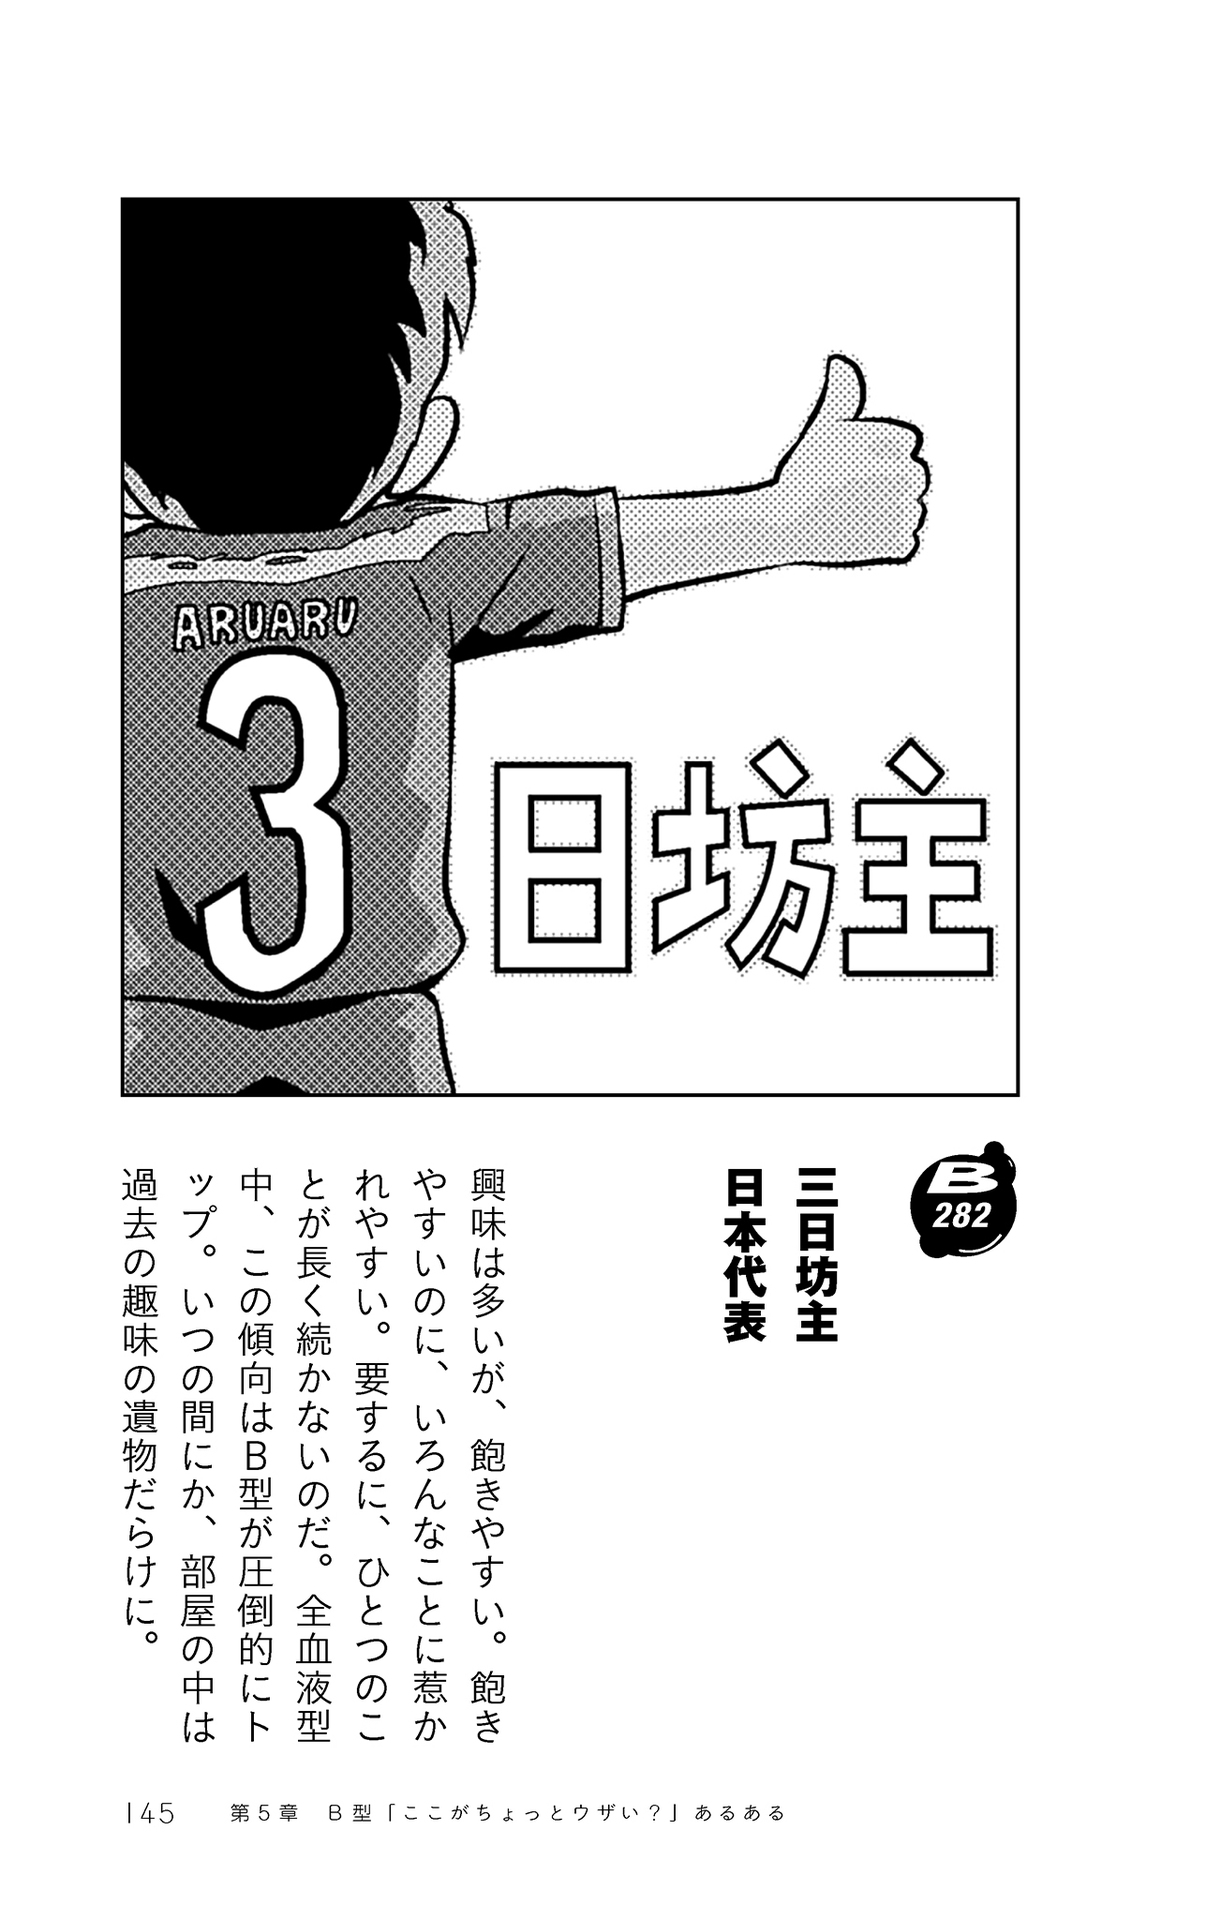 ARUARU
3日坊主
B
282
三日坊主
日本代表
興味は多いが、飽きやすい。飽き
やすいのに、いろんなことに惹か
れやすい。要するに、ひとつのこ
とが長く続かないのだ。全血液型
中、この傾向はB型が圧倒的にト
ップ。いつの間にか、部屋の中は
過去の趣味の遺物だらけに。
145 第5章 B型「ここがちょっとウザい?」あるある